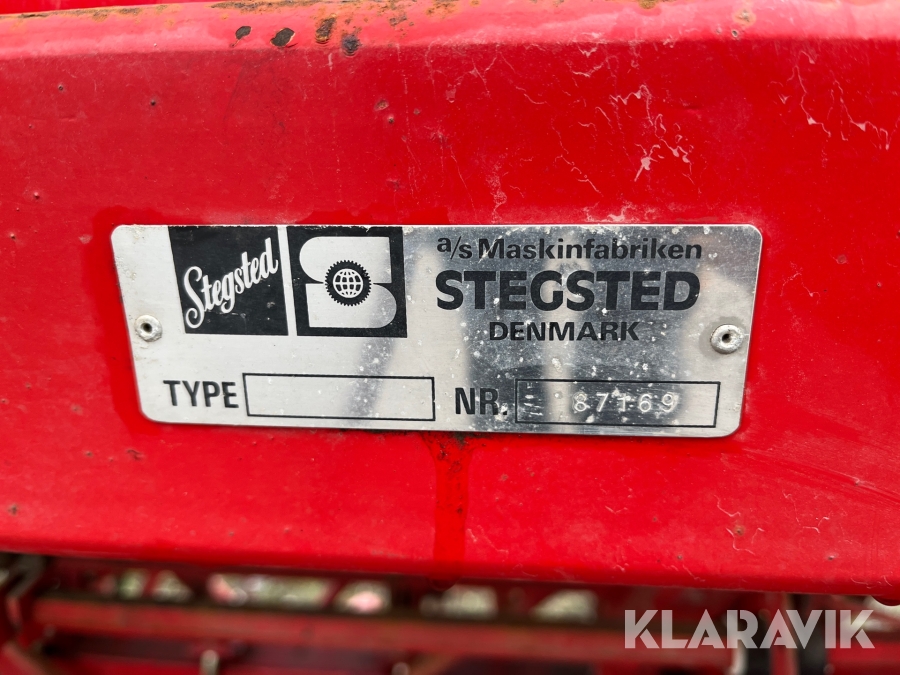 Stegsted
a/s Maskinfabriken
STEGSTED
DENMARK
TYPE
NR. 87169
KLARAVIK